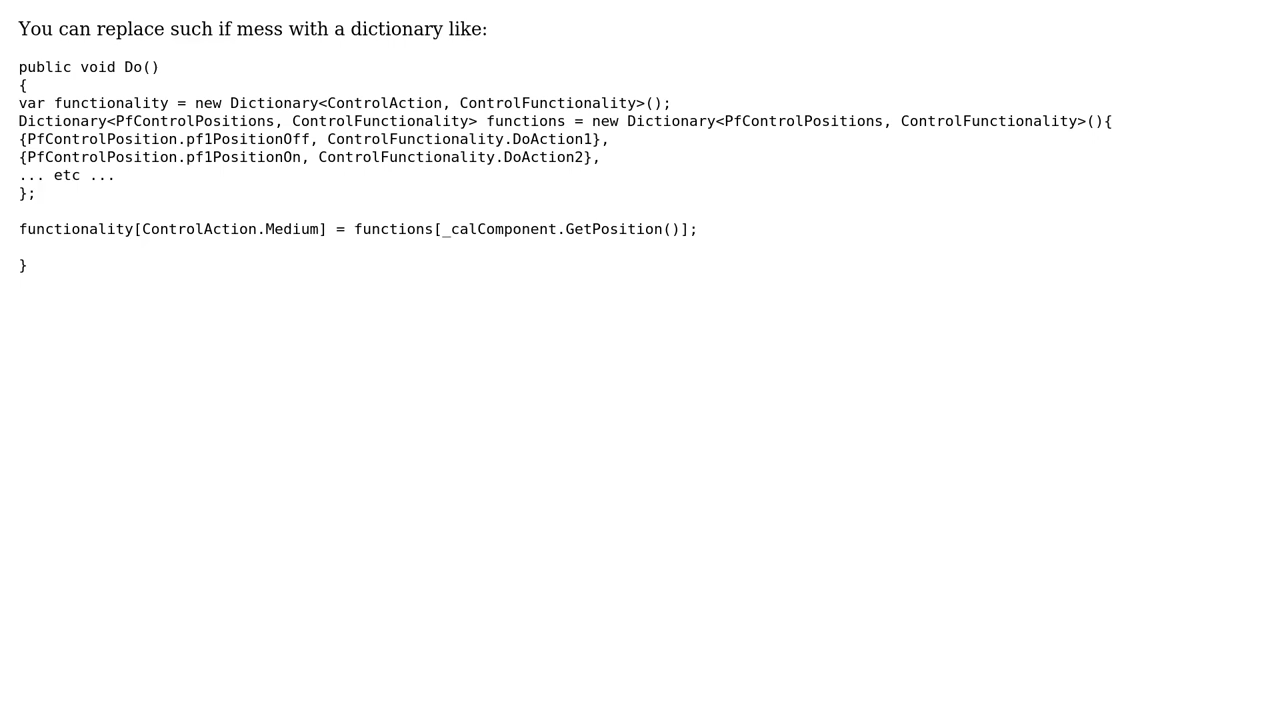 You can replace such if mess with a dictionary like:
public void Do()
{
var functionality = new Dictionary<ControlAction, ControlFunctionality>();
Dictionary<PfControlPositions, ControlFunctionality> functions = new Dictionary<PfControlPositions, ControlFunctionality>(){
{PfControlPosition.pf1PositionOff, ControlFunctionality.DoAction1},
{PfControlPosition.pf1PositionOn, ControlFunctionality.DoAction2},
... etc ...
};
functionality[ControlAction.Medium] = functions[_calComponent.GetPosition()];
}